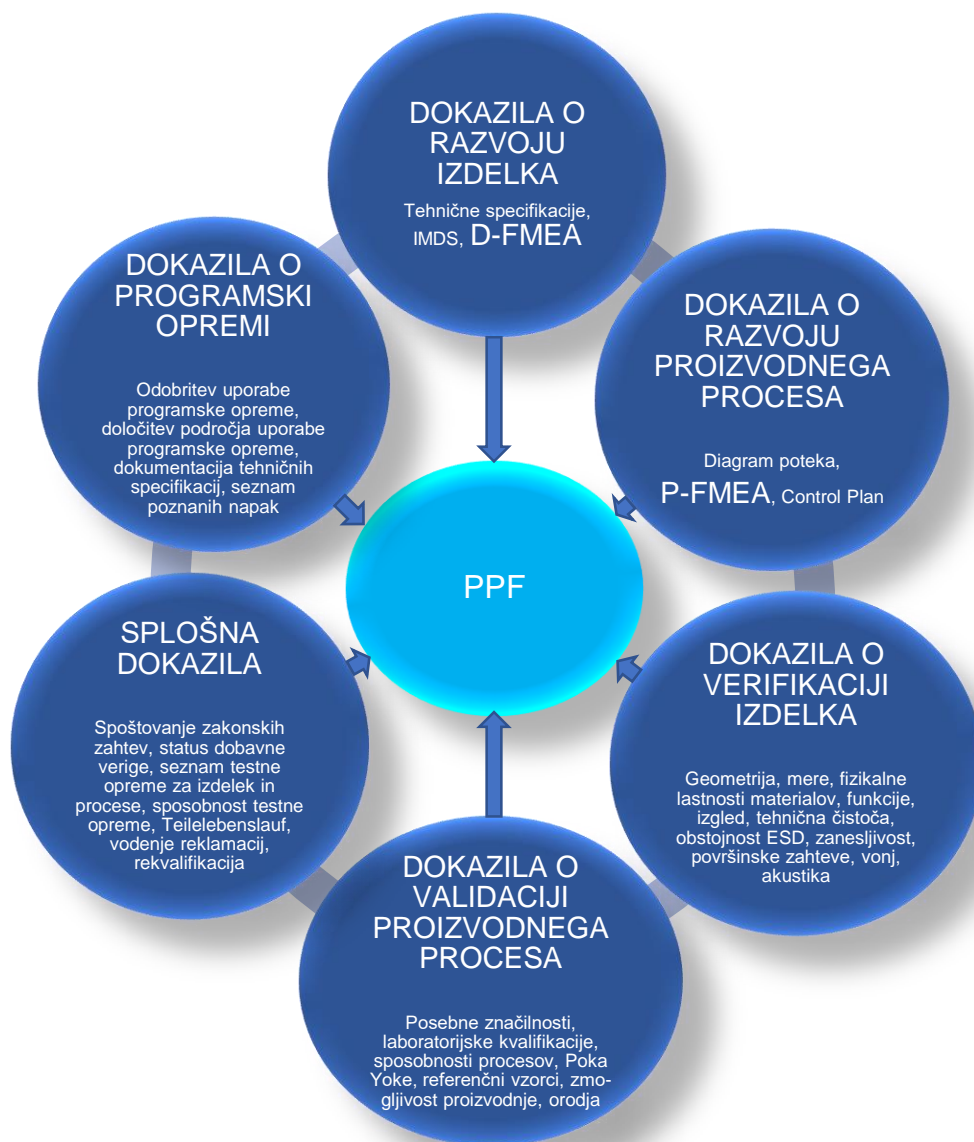 DOKAZILA O
RAZVOJU
IZDELKA
Tehnične specifikacije,
IMDS, D-FMEA
DOKAZILA O
RAZVOJU
PROIZVODNEGA
PROCESA
Diagram poteka,
P-FMEA, Control Plan
DOKAZILA O
VERIFIKACIJI
IZDELKA
Geometrija, mere, fizikalne
lastnosti materialov, funkcije,
izgled, tehnična čistoča,
obstojnost ESD, zanesljivost,
površinske zahteve, vonj,
akustika
DOKAZILA O
VALIDACIJI
PROIZVODNEGA
PROCESA
Posebne značilnosti,
laboratorijske kvalifikacije,
sposobnosti procesov, Poka
Yoke, referenčni vzorci, zmo-
gljivost proizvodnje, orodja
SPLOŠNA
DOKAZILA
Spoštovanje zakonskih
zahtev, status dobavne
verige, seznam testne
opreme za izdelek in
procese, sposobnost testne
opreme, Teilelebenslauf,
vodenje reklamacij,
rekvalifikacija
DOKAZILA O
PROGRAMSKI
OPREMI
Odobritev uporabe
programske opreme,
določitev področja uporabe
programske opreme,
dokumentacija tehničnih
specifikacij, seznam
poznanih napak
PPF